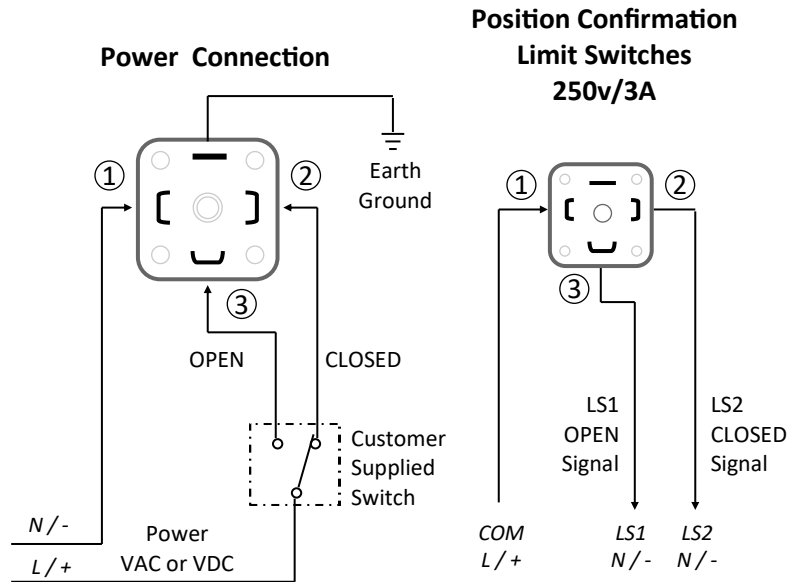 Power Connection
①
②
③
Earth
Ground
OPEN
CLOSED
Customer
Supplied
Switch
N / -
L / +
Power
VAC or VDC
Position Confirmation
Limit Switches
250v/3A
①
②
③
LS1
OPEN
Signal
LS2
CLOSED
Signal
COM
L / +
LS1
N / -
LS2
N / -